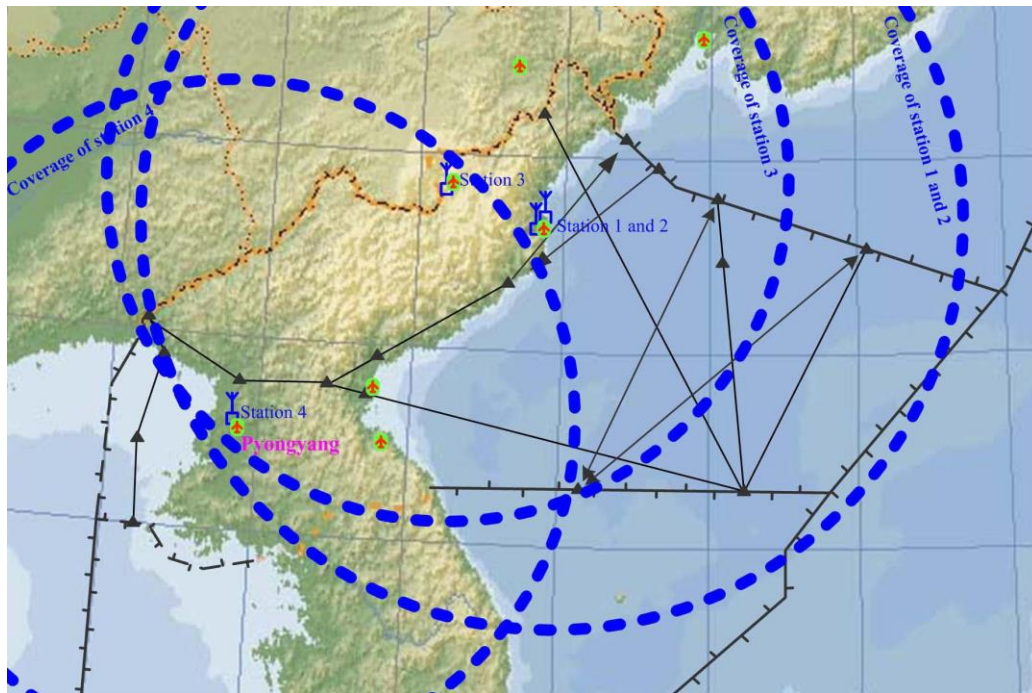 Coverage of station 4
Coverage of station 3
Coverage of station 1 and 2
Station 3
Station 1 and 2
Station 4
Pyongyang